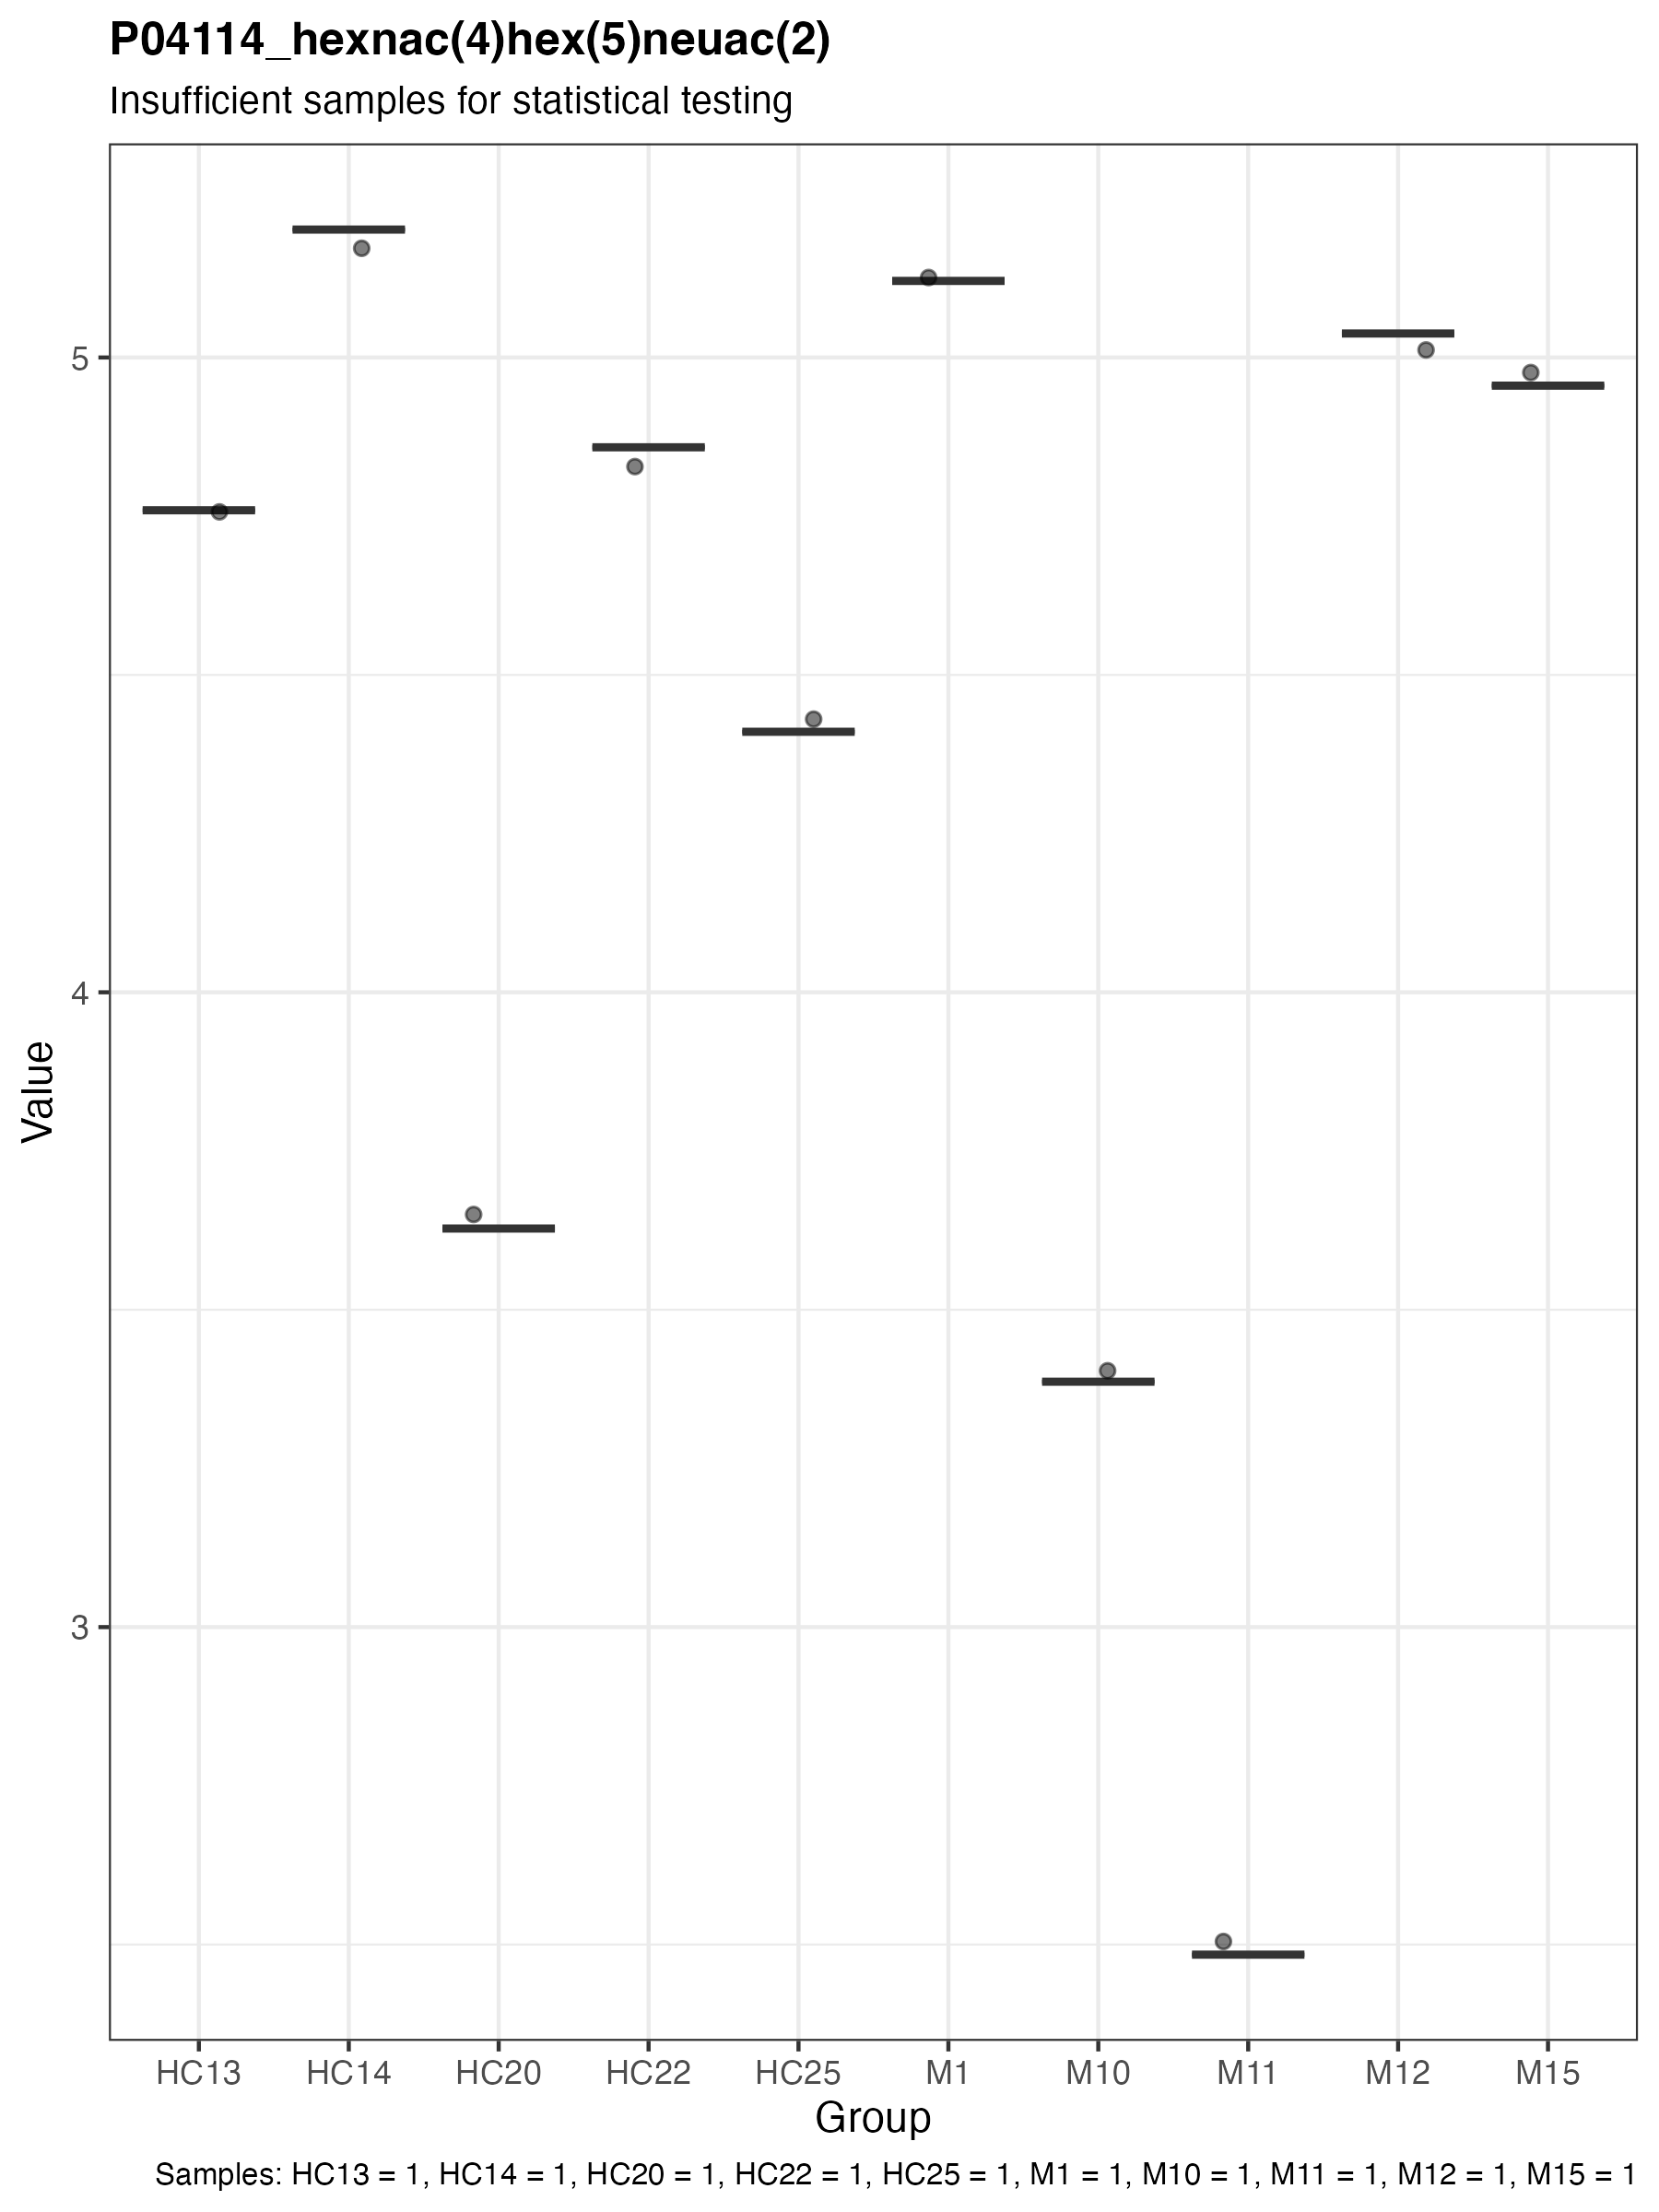 P04114_hexnac(4)hex(5)neuac(2)
Insufficient samples for statistical testing
5
4
3
Value
HC13 HC14 HC20 HC22 HC25 M1 M10 M11 M12 M15
Group
Samples: HC13 = 1, HC14 = 1, HC20 = 1, HC22 = 1, HC25 = 1, M1 = 1, M10 = 1, M11 = 1, M12 = 1, M15 = 1